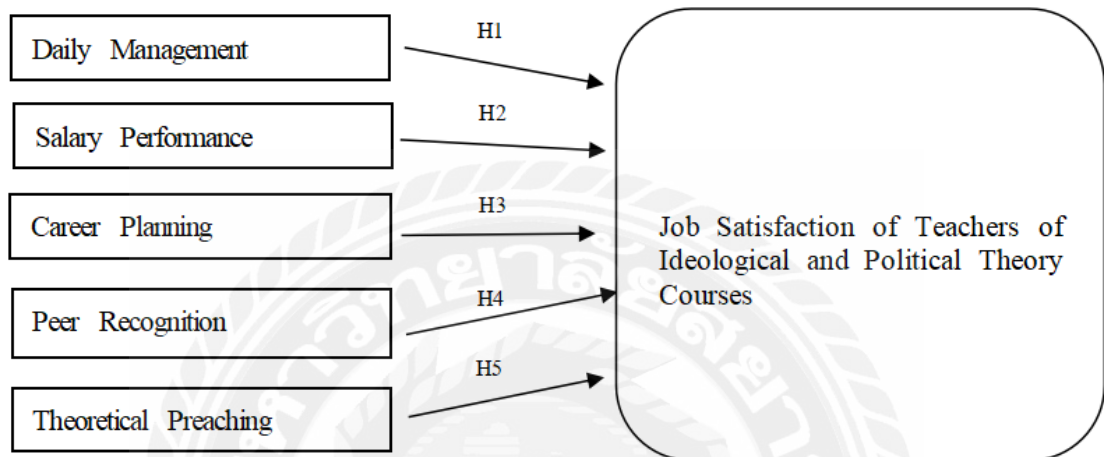 Daily Management
H1
Salary Performance
H2
Career Planning
H3
Peer Recognition
H4
Theoretical Preaching
H5
Job Satisfaction of Teachers of
Ideological and Political Theory
Courses